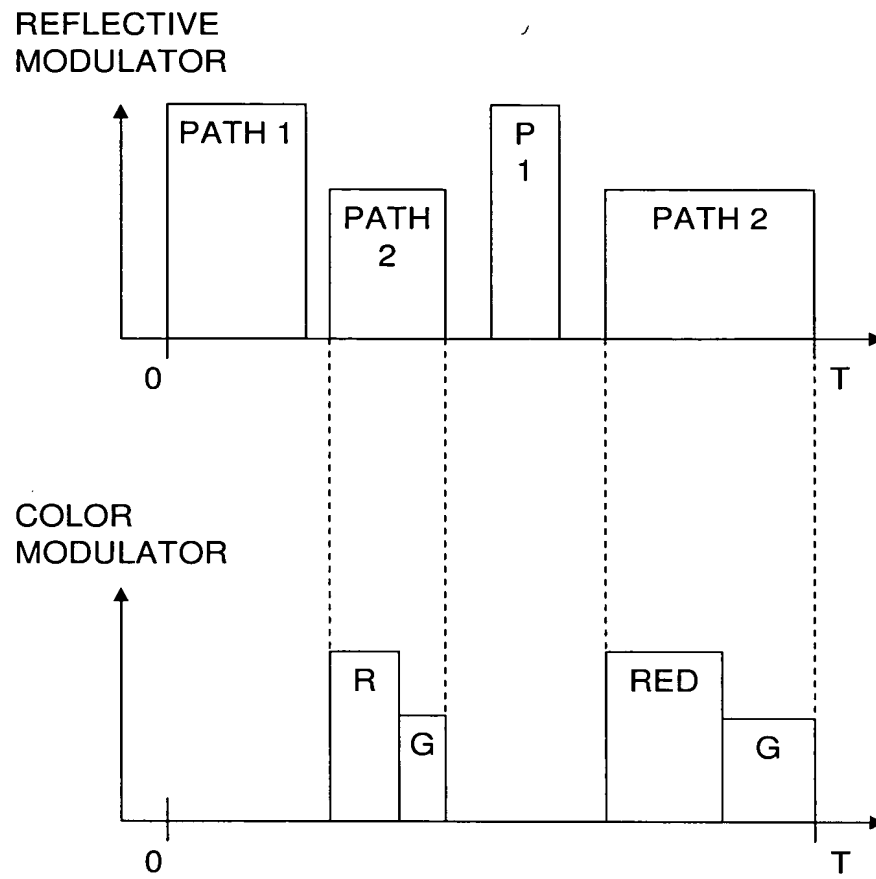 REFLECTIVE
MODULATOR
PATH 1
P
1
PATH
2
PATH 2
0
T
COLOR
MODULATOR
R
RED
G
G
0
T